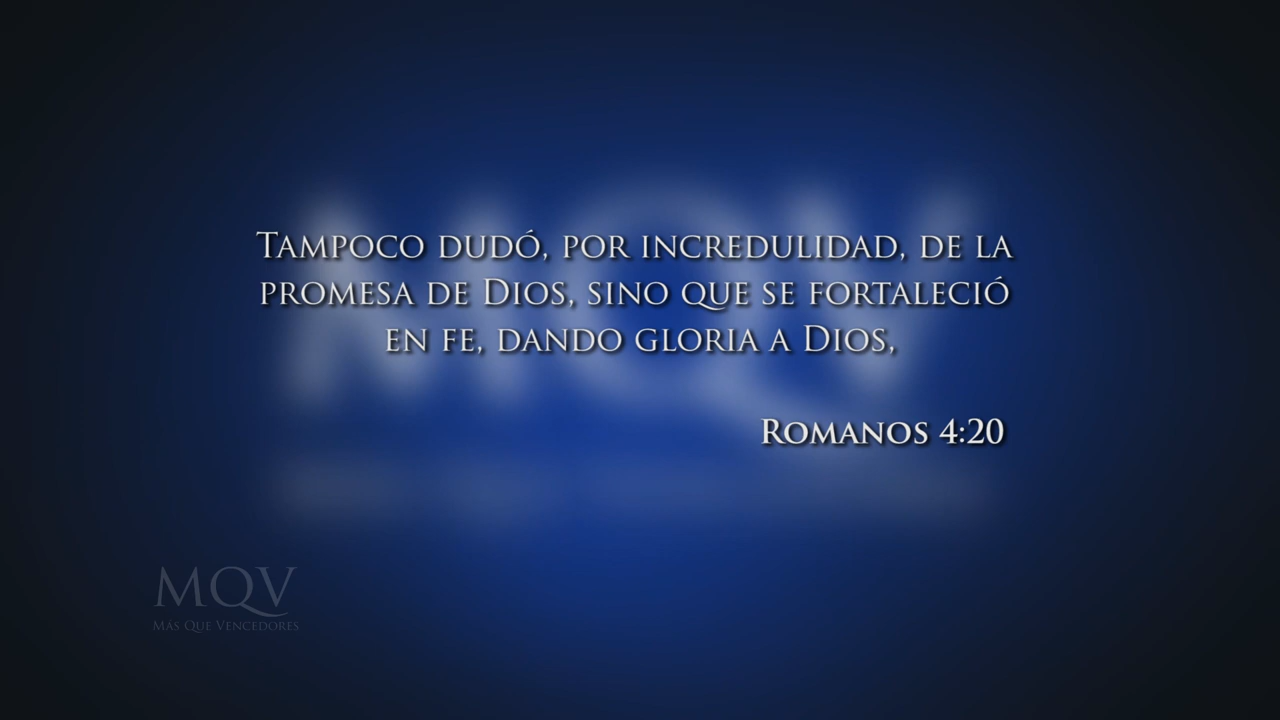 Tampoco dudó, por incredulidad, de la
promesa de Dios, sino que se fortaleció
en fe, dando gloria a Dios,
Romanos 4:20
MQV
Más Que Vencedores